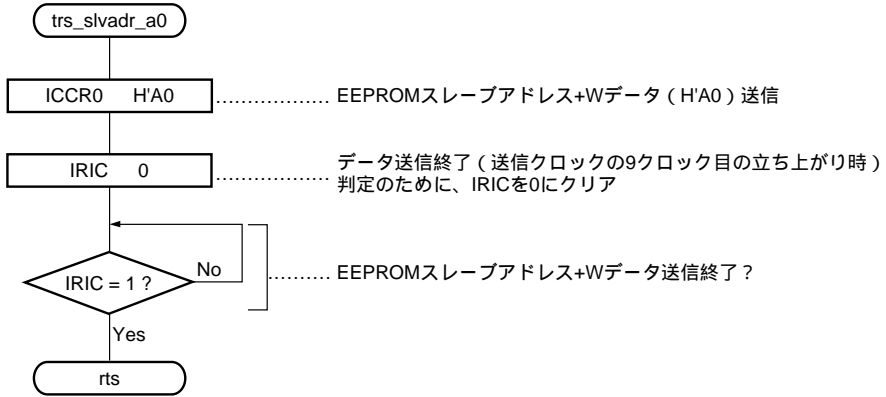 trs_slvadr_a0
ICCR0 H'A0 .................. EEPROMスレーブアドレス+Wデータ（H'A0）送信
IRIC 0 .................. データ送信終了（送信クロックの9クロック目の立ち上がり時）
判定のために、IRICを0にクリア
IRIC = 1 ? No .......... EEPROMスレーブアドレス+Wデータ送信終了？
Yes
rts